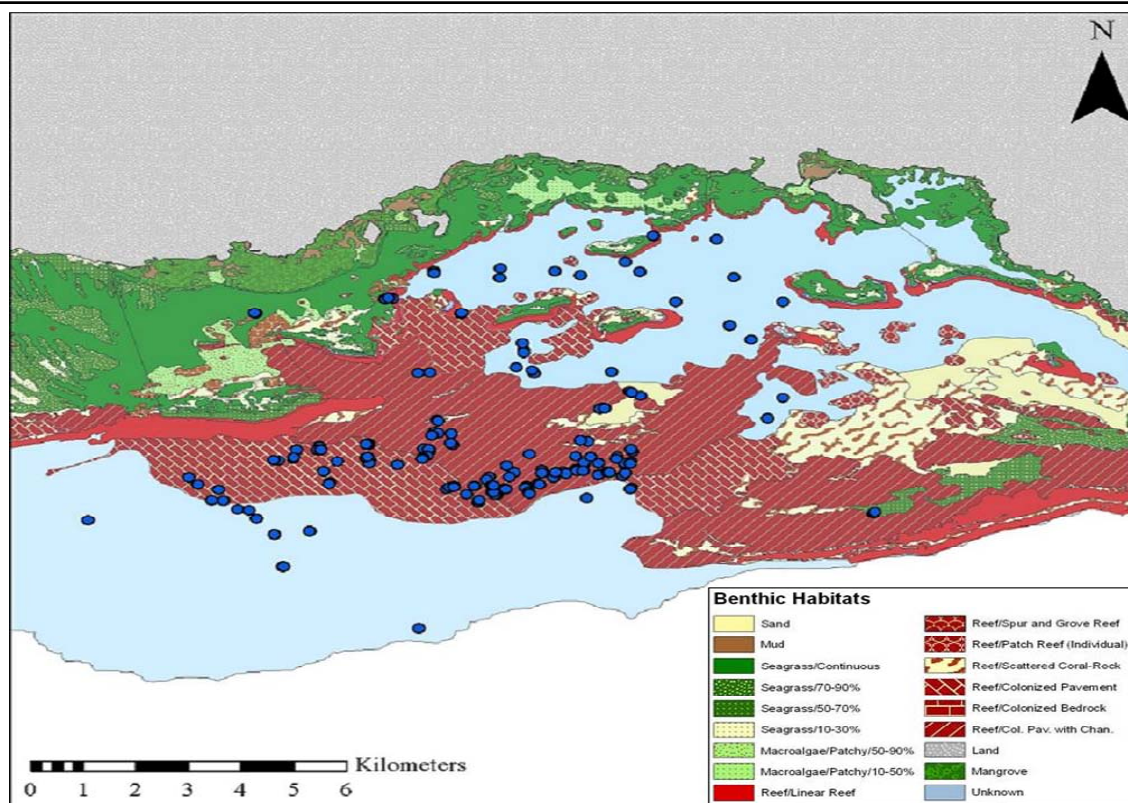 N
Kilometers
0 1 2 3 4 5 6
Benthic Habitats
Sand
Mud
Seagrass/Continuous
Seagrass/70-90%
Seagrass/50-70%
Seagrass/10-30%
Macroalgae/Patchy/50-90%
Macroalgae/Patchy/10-50%
Reef/Linear Reef
Reef/Spur and Grove Reef
Reef/Patch Reef (Individual)
Reef/Scattered Coral-Rock
Reef/Colonized Pavement
Reef/Colonized Bedrock
Reef/Col. Pav. with Chan.
Land
Mangrove
Unknown